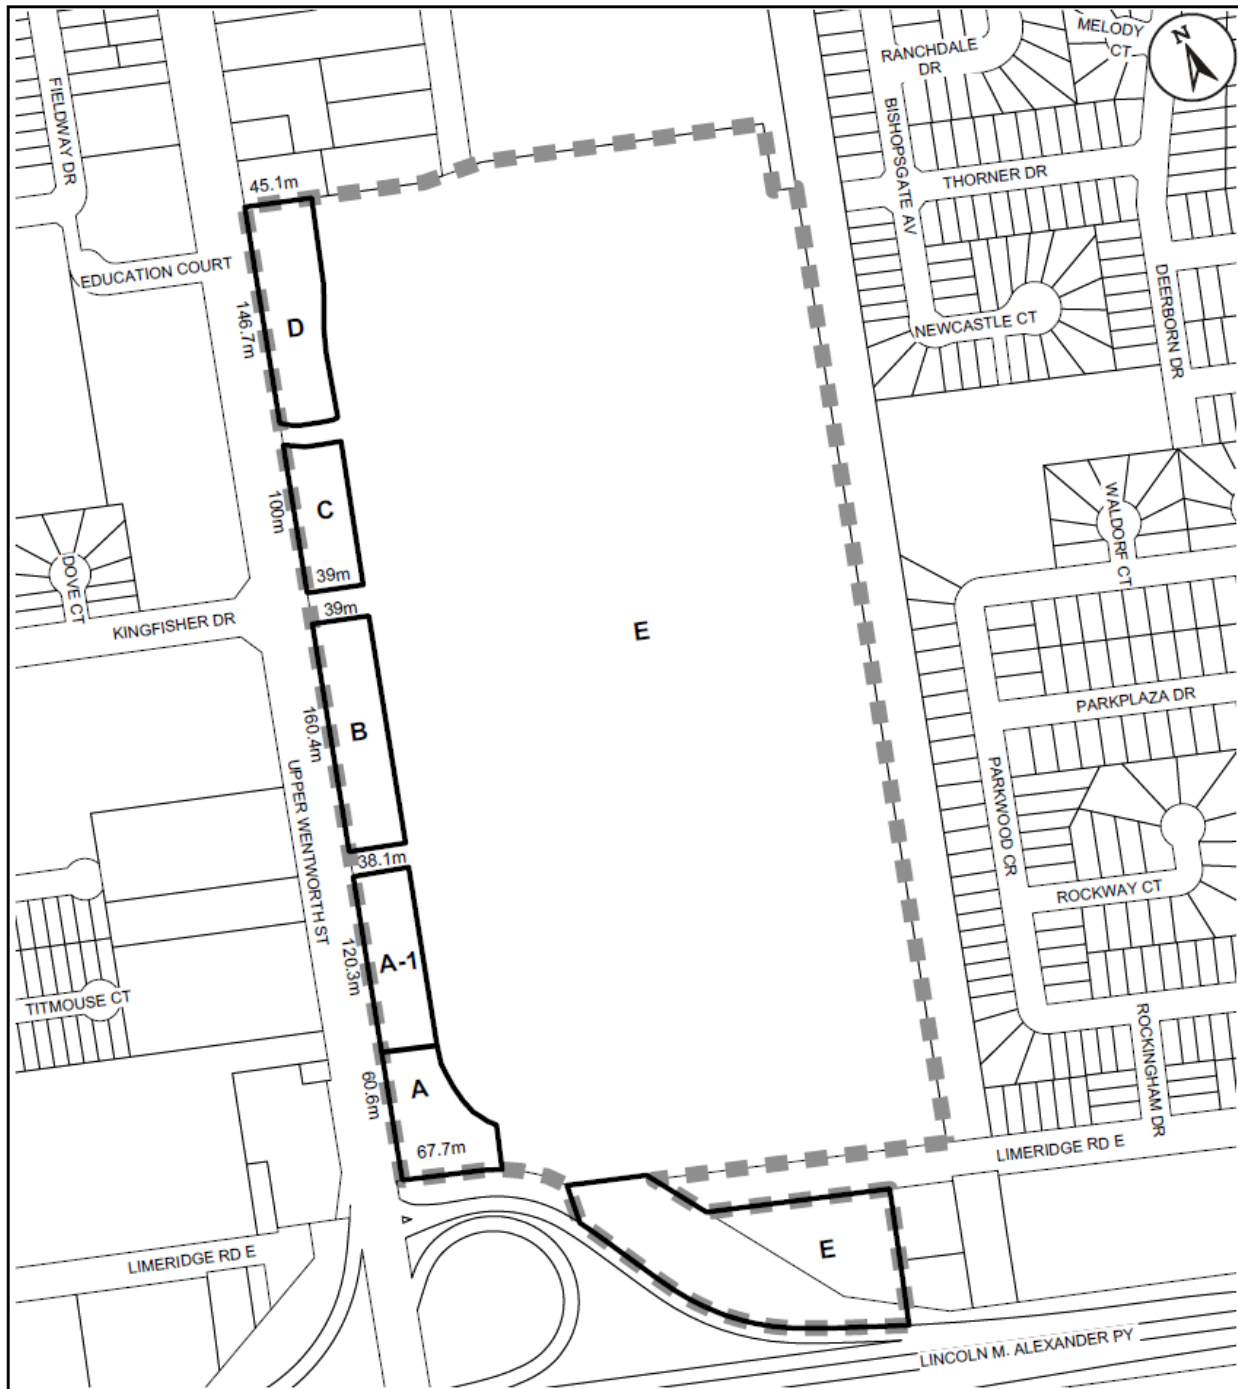 MELODY
CT
N
RANCHDALE
DR
FIELDWAY DR
BISHOPSGATE AV
THORNER DR
45.1m
EDUCATION COURT
DEERBORN DR
146.7m
D
NEWCASTLE CT
100m
C
WALDORF CT
DOVE CT
39m
39m
KINGFISHER DR
E
PARKPLAZA DR
160.4m
B
UPPER WENTWORTH ST
PARKWOOD CR
38.1m
ROCKWAY CT
120.3m
A-1
TITMOUSE CT
ROCKINGHAM DR
60.6m
A
67.7m
LIMERIDGE RD E
LIMERIDGE RD E
E
LINCOLN M. ALEXANDER PY